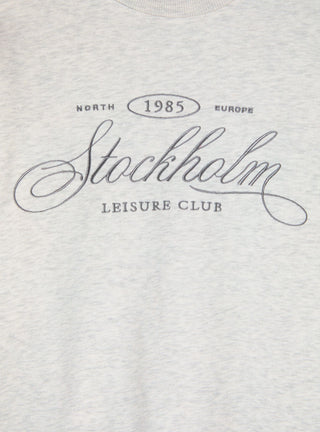 NORTH 1985 EUROPE
Stockholm
LEISURE CLUB